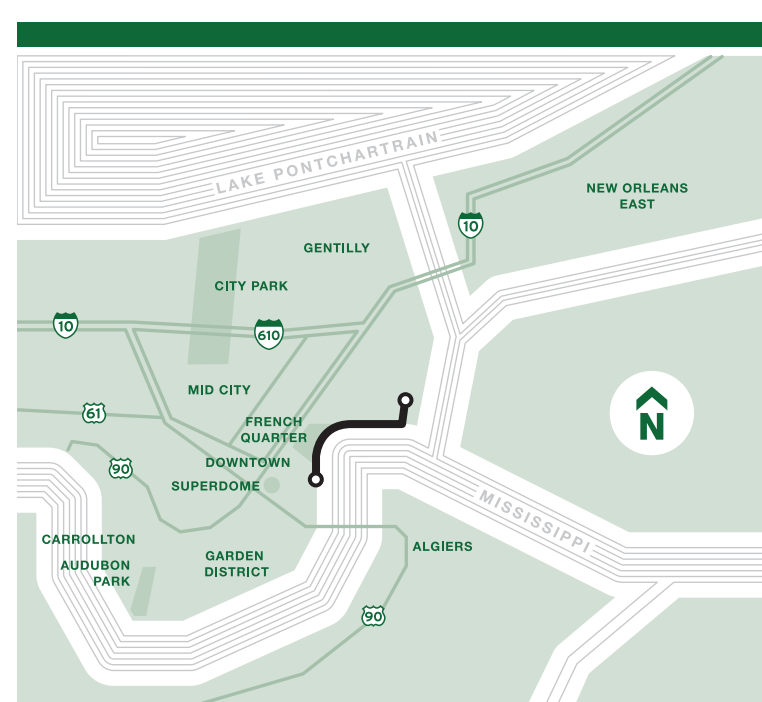 LAKE PONTCHARTRAIN
NEW ORLEANS
EAST
10
GENTILLY
CITY PARK
10
610
MID CITY
61
FRENCH
QUARTER
N
DOWNTOWN
90
SUPERDOME
MISSISSIPPI
CARROLLTON
ALGIERS
AUDUBON
PARK
GARDEN
DISTRICT
90